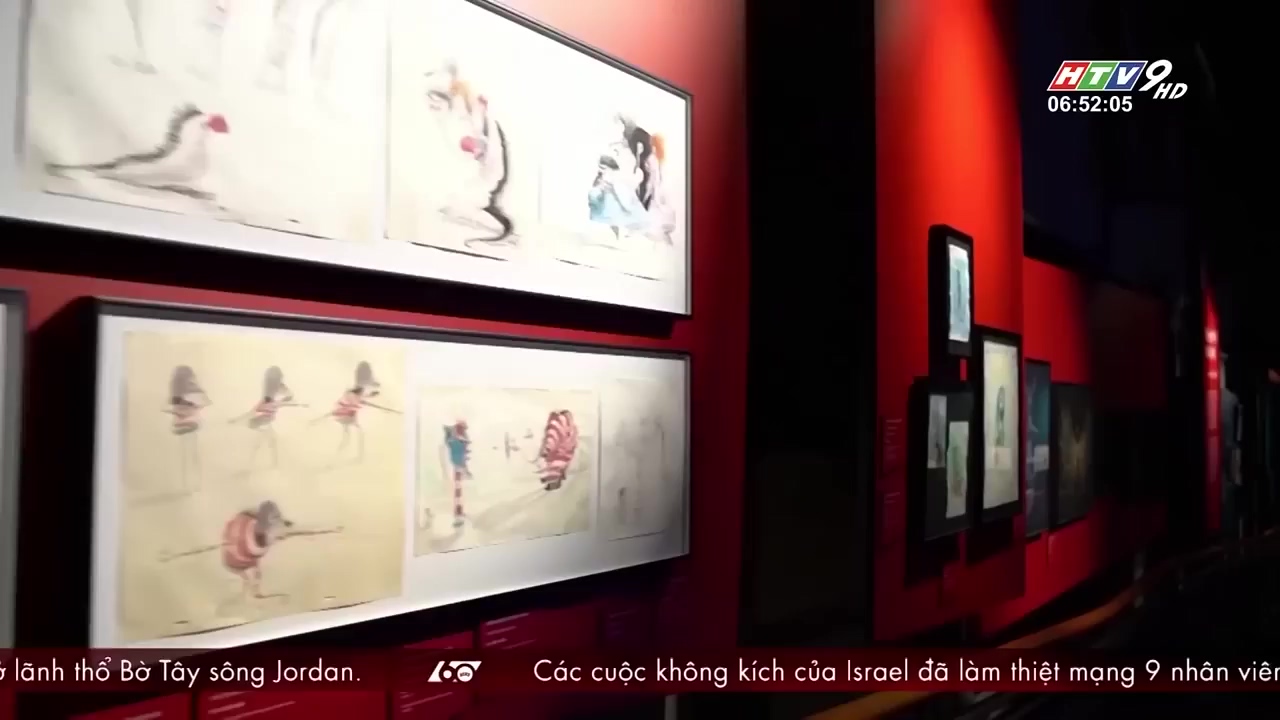 HTV9 HD
06:52:05
lãnh thổ Bờ Tây sông Jordan.
60
Các cuộc không kích của Israel đã làm thiệt mạng 9 nhân viên